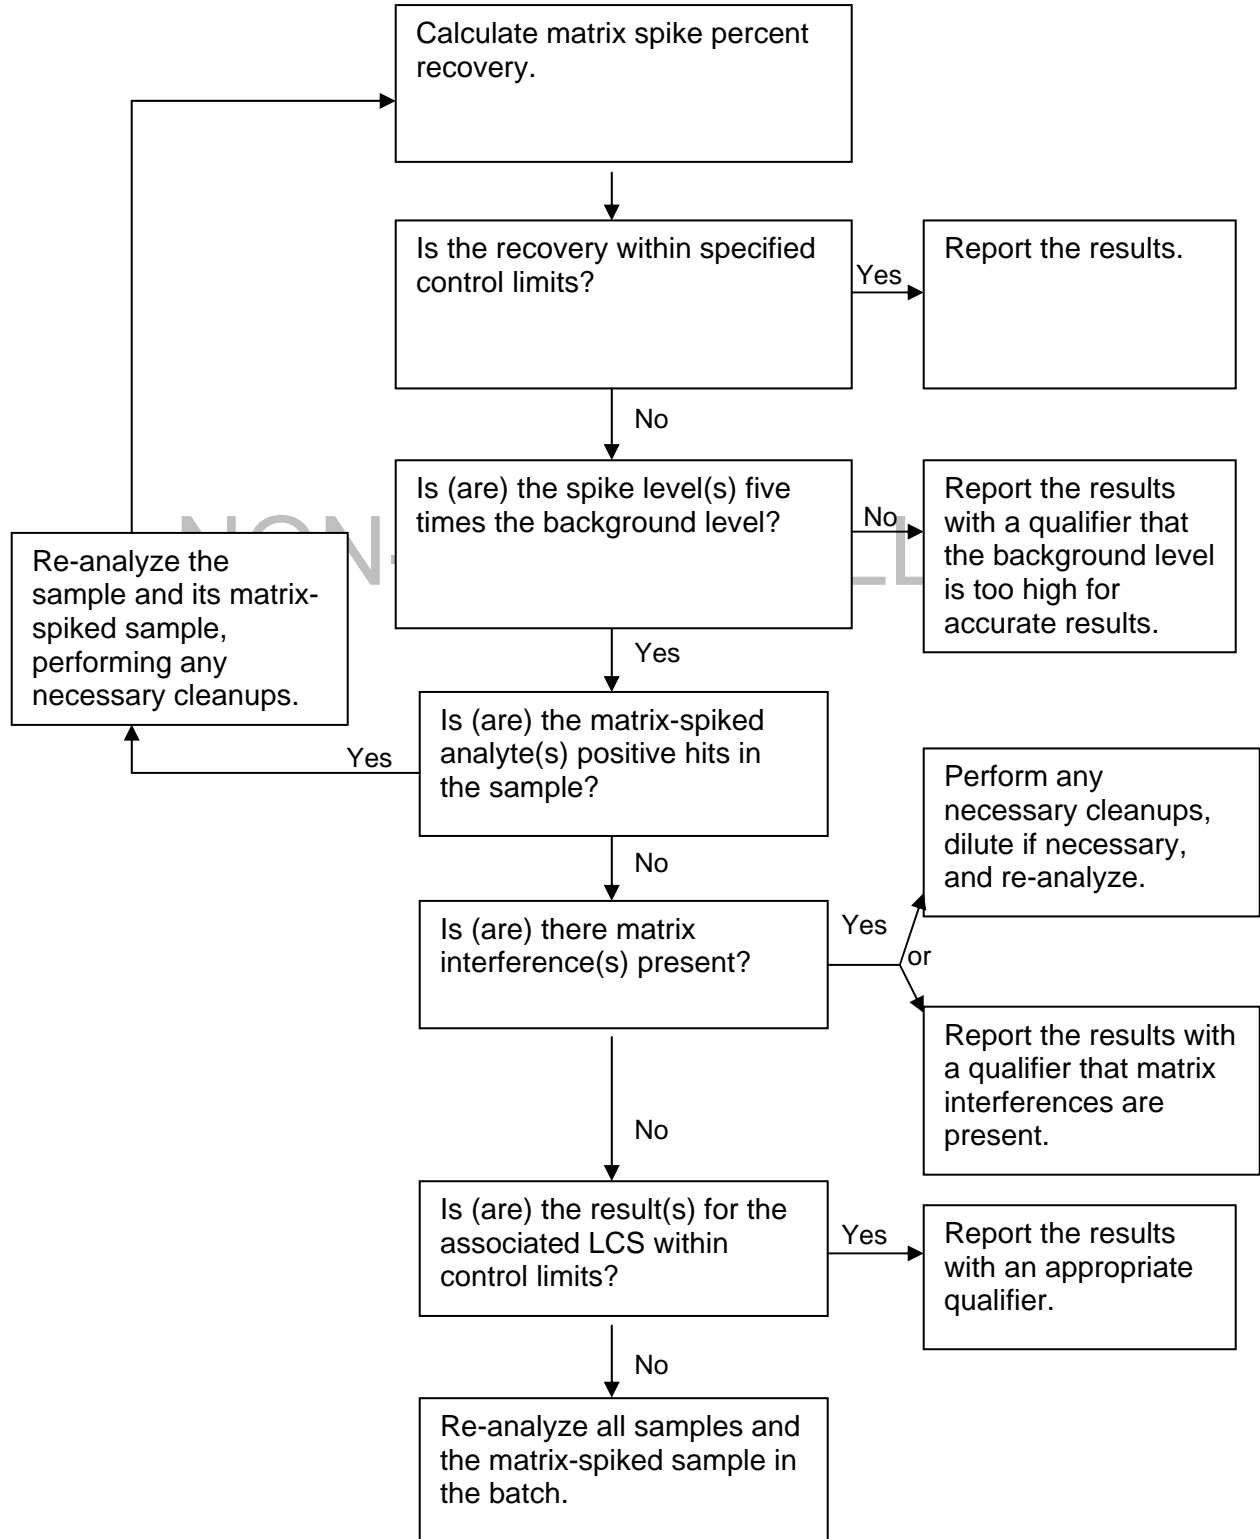 Calculate matrix spike percent
recovery.
Is the recovery within specified
control limits?
Yes
Report the results.
No
Is (are) the spike level(s) five
times the background level?
No
Report the results
with a qualifier that
the background level
is too high for
accurate results.
Re-analyze the
sample and its matrix-
spiked sample,
performing any
necessary cleanups.
Yes
Is (are) the matrix-spiked
analyte(s) positive hits in
the sample?
Yes
Perform any
necessary cleanups,
dilute if necessary,
and re-analyze.
No
Is (are) there matrix
interference(s) present?
Yes
or
Report the results with
a qualifier that matrix
interferences are
present.
No
Is (are) the result(s) for the
associated LCS within
control limits?
Yes
Report the results
with an appropriate
qualifier.
No
Re-analyze all samples and
the matrix-spiked sample in
the batch.